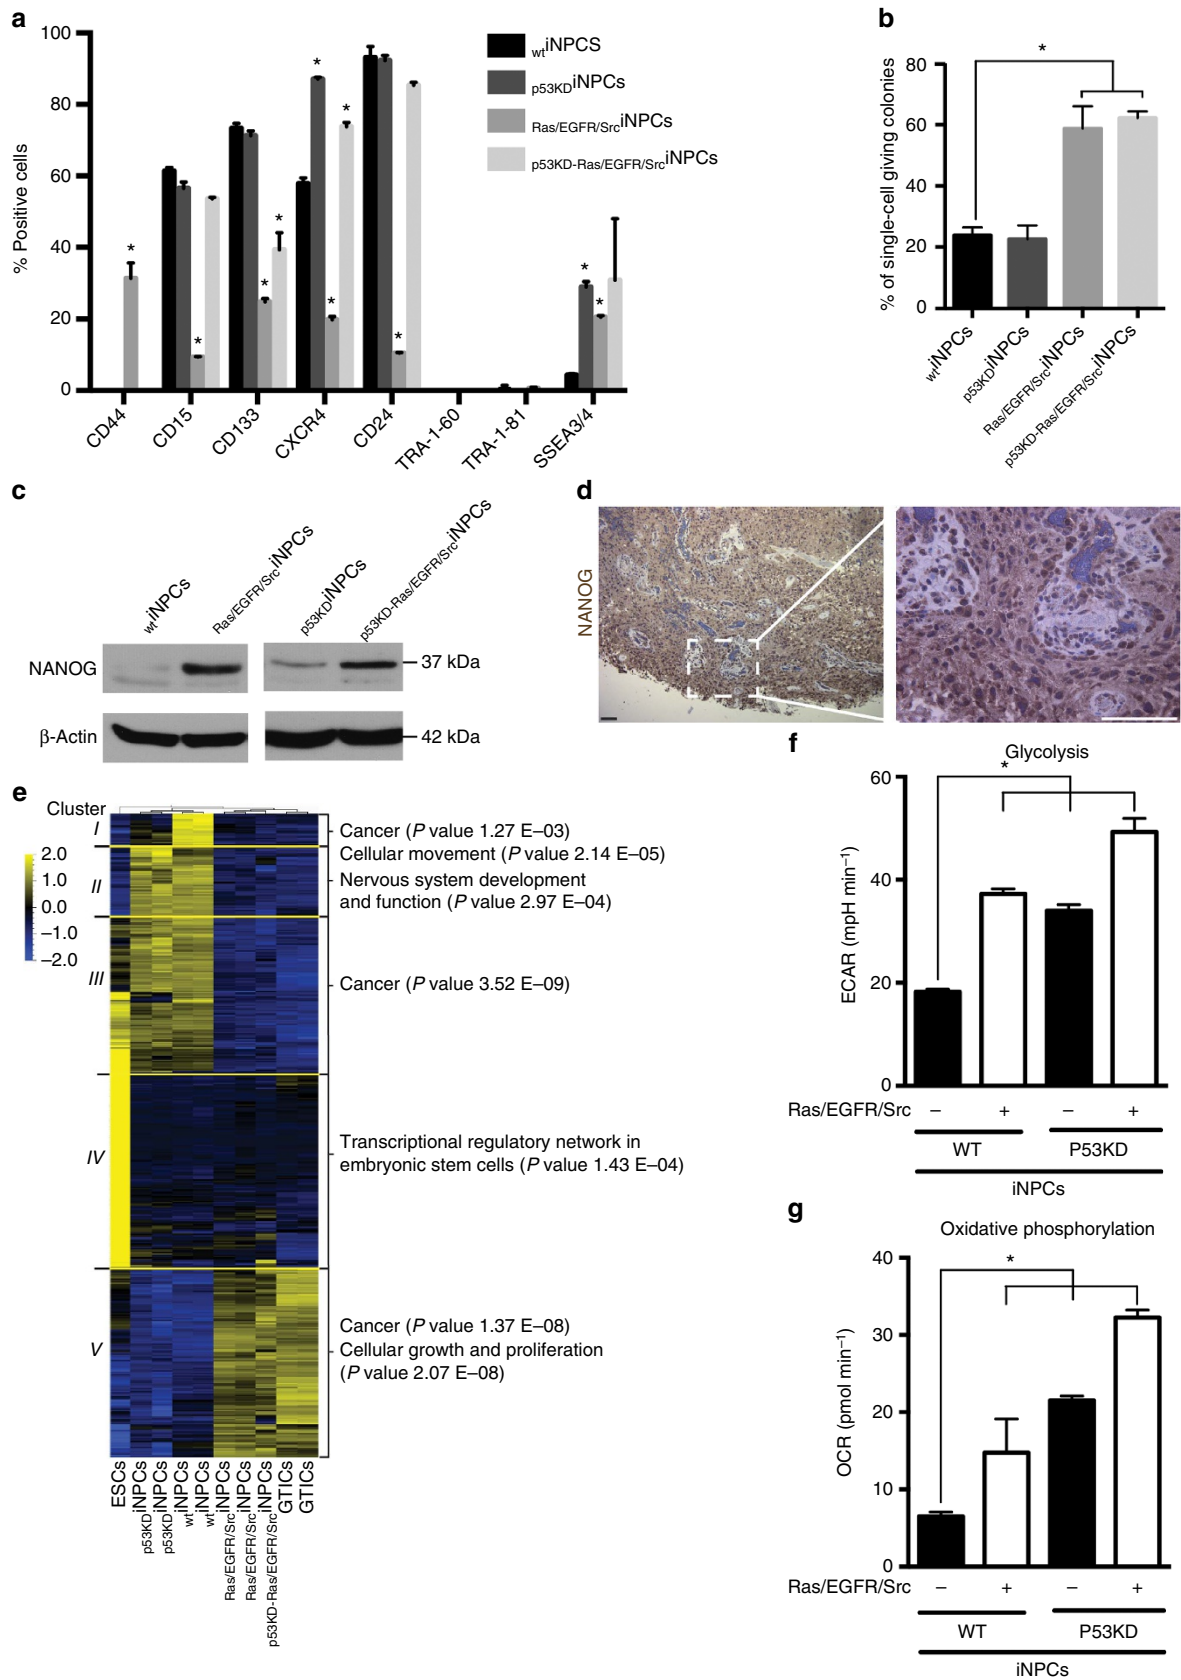 a
100
80
60
40
20
0
% Positive cells
wtiNPCS
p53KDiNPCs
Ras/EGFR/SrciNPCs
p53KD-Ras/EGFR/SrciNPCs
* * * * * * * * *
CD44 CD15 CD133 CXCR4 CD24 TRA-1-60 TRA-1-81 SSEA3/4
b
80
60
40
20
0
% of single-cell giving colonies
*
wtiNPCs p53KDiNPCs Ras/EGFR/SrciNPCs p53KD-Ras/EGFR/SrciNPCs
c
wtiNPCs Ras/EGFR/SrciNPCs p53KDiNPCs p53KD-Ras/EGFR/SrciNPCs
NANOG 37 kDa
β-Actin 42 kDa
d
NANOG
e
Cluster
I
II
III
IV
V
2.0
1.0
0.0
–1.0
–2.0
Cancer (P value 1.27 E–03)
Cellular movement (P value 2.14 E–05)
Nervous system development
and function (P value 2.97 E–04)
Cancer (P value 3.52 E–09)
Transcriptional regulatory network in
embryonic stem cells (P value 1.43 E–04)
Cancer (P value 1.37 E–08)
Cellular growth and proliferation
(P value 2.07 E–08)
ESCs p53KDiNPCs p53KDiNPCs wtiNPCs wtiNPCs Ras/EGFR/SrciNPCs Ras/EGFR/SrciNPCs p53KD-Ras/EGFR/SrciNPCs GTICs GTICs
f
Glycolysis
*
60
40
20
0
ECAR (mpH min⁻¹)
Ras/EGFR/Src – + – +
WT P53KD
iNPCs
g
Oxidative phosphorylation
*
40
30
20
10
0
OCR (pmol min⁻¹)
Ras/EGFR/Src – + – +
WT P53KD
iNPCs